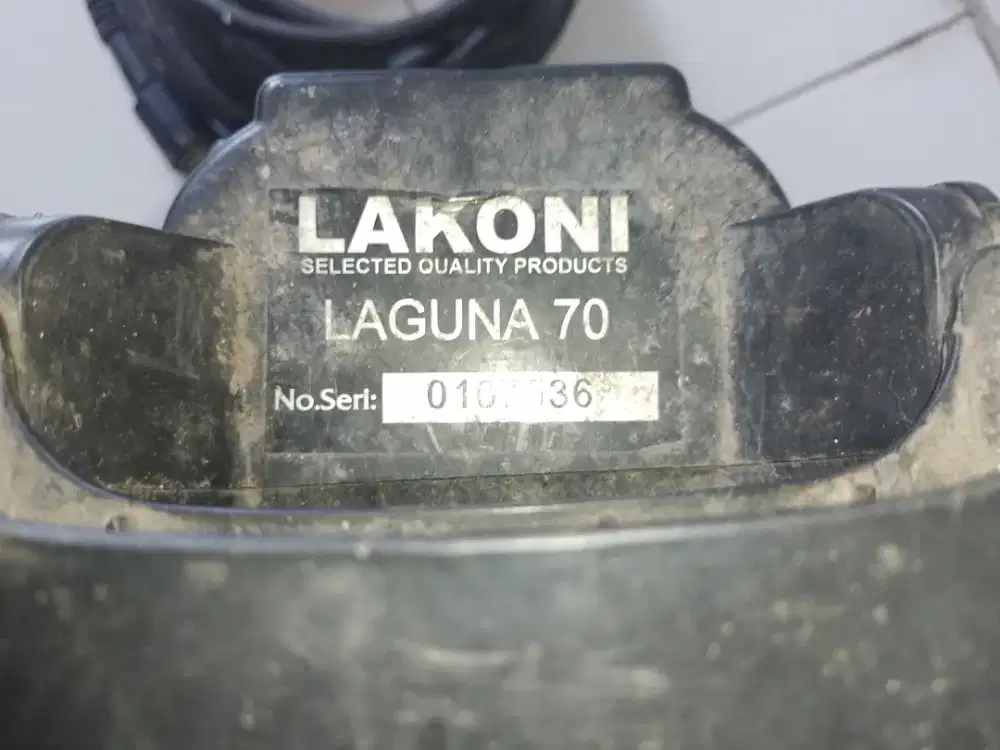 LAKONI
SELECTED QUALITY PRODUCTS
LAGUNA 70
No.Seri: